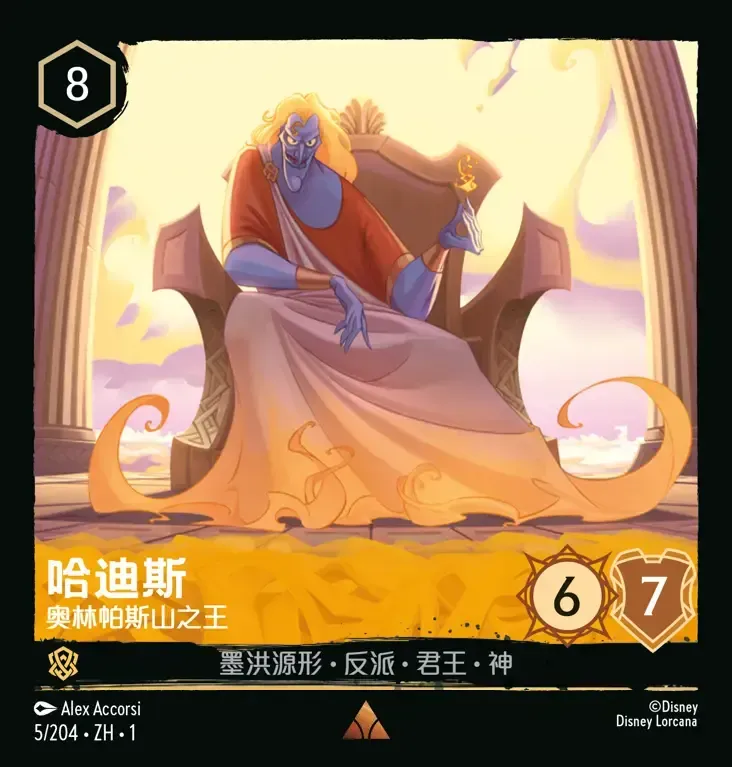 8
哈迪斯
奥林帕斯山之王
6
7
墨洪源形・反派・君王・神
Alex Accorsi
5/204・ZH・1
©Disney
Disney Lorcana